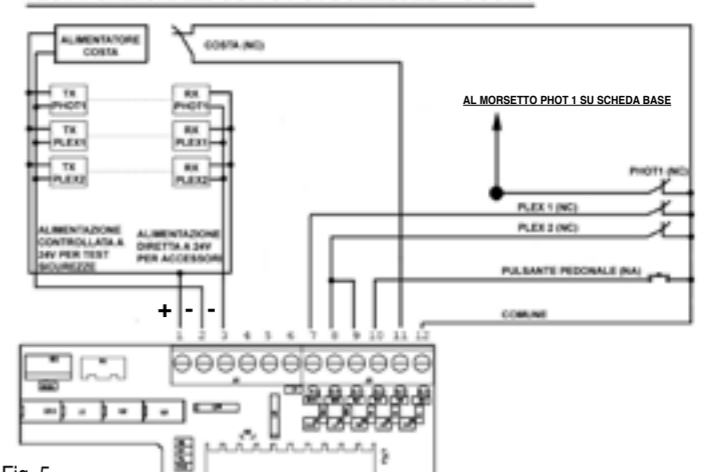 ALIMENTATORE
COSTA
COSTA (NC)
TX
PHOT1
RX
PHOT1
TX
PLEX1
RX
PLEX1
TX
PLEX2
RX
PLEX2
AL MORSETTO PHOT 1 SU SCHEDA BASE
PHOT1 (NC)
PLEX 1 (NC)
PLEX 2 (NC)
ALIMENTAZIONE
CONTROLLATA A
24V PER TEST
SICUREZZE
ALIMENTAZIONE
DIRETTA A 24V
PER ACCESSORI
PULSANTE PEDONALE (NA)
COMUNE
+ - -
1 2 3 4 5 6 7 8 9 10 11 12
Fig. 5